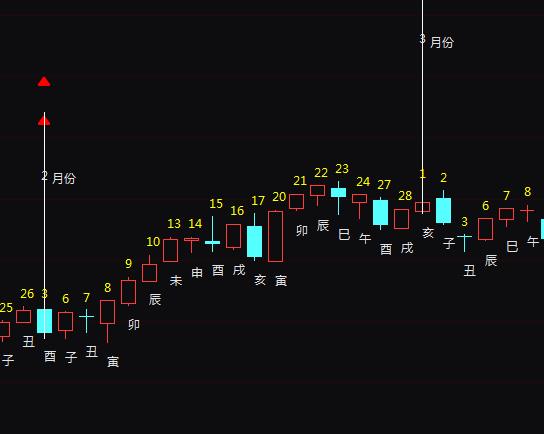 3 月份
2 月份
25 26 3 6 7 8 9 10 13 14 15 16 17 20 21 22 23 24 27 28 1 2 3 6 7 8
子 丑 酉 子 丑 寅 卯 辰 未 申 酉 戌 亥 寅 卯 辰 巳 午 酉 戌 亥 子 丑 辰 巳 午